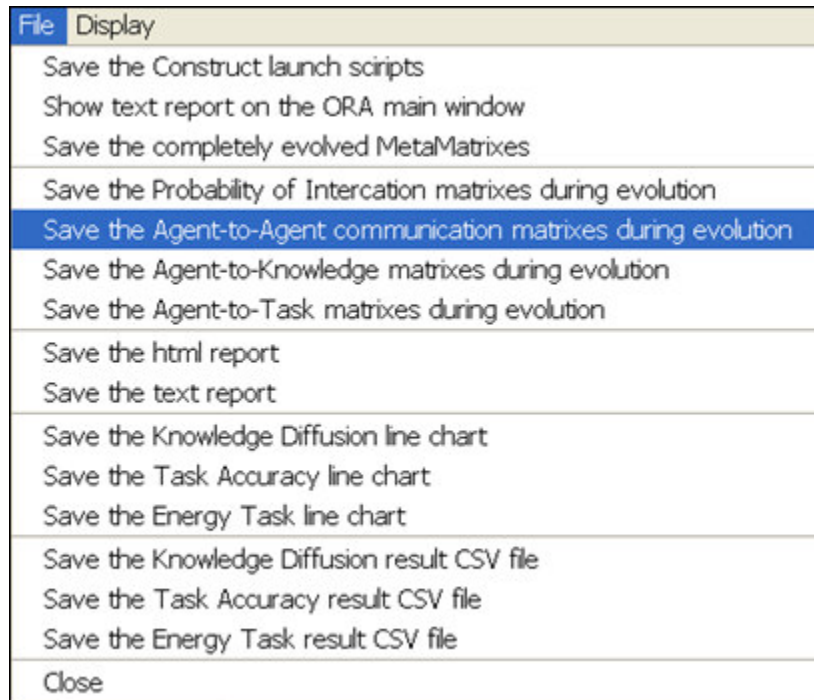 File Display
Save the Construct launch sciripts
Show text report on the ORA main window
Save the completely evolved MetaMatrixes
Save the Probability of Intercation matrixes during evolution
Save the Agent-to-Agent communication matrixes during evolution
Save the Agent-to-Knowledge matrixes during evolution
Save the Agent-to-Task matrixes during evolution
Save the html report
Save the text report
Save the Knowledge Diffusion line chart
Save the Task Accuracy line chart
Save the Energy Task line chart
Save the Knowledge Diffusion result CSV file
Save the Task Accuracy result CSV file
Save the Energy Task result CSV file
Close